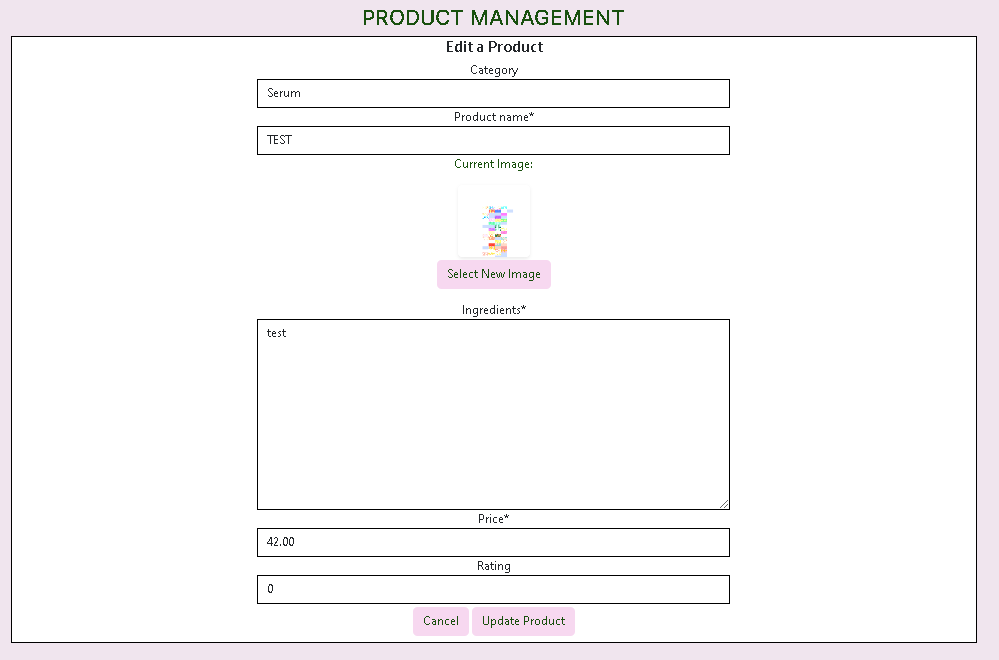 PRODUCT MANAGEMENT
Edit a Product
Category
Serum
Product name*
TEST
Current Image:
Select New Image
Ingredients*
test
Price*
42.00
Rating
0
Cancel Update Product